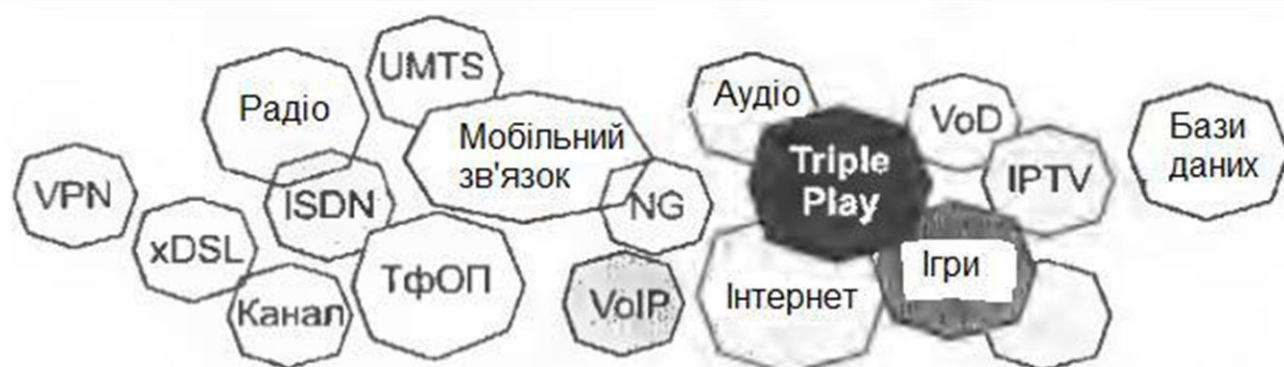 UMTS
Радіо
Мобільний
зв'язок
VPN
ISDN
NG
xDSL
ТфОП
Канал
VoIP
Аудіо
VoD
Triple
Play
IPTV
Бази
даних
Ігри
Інтернет